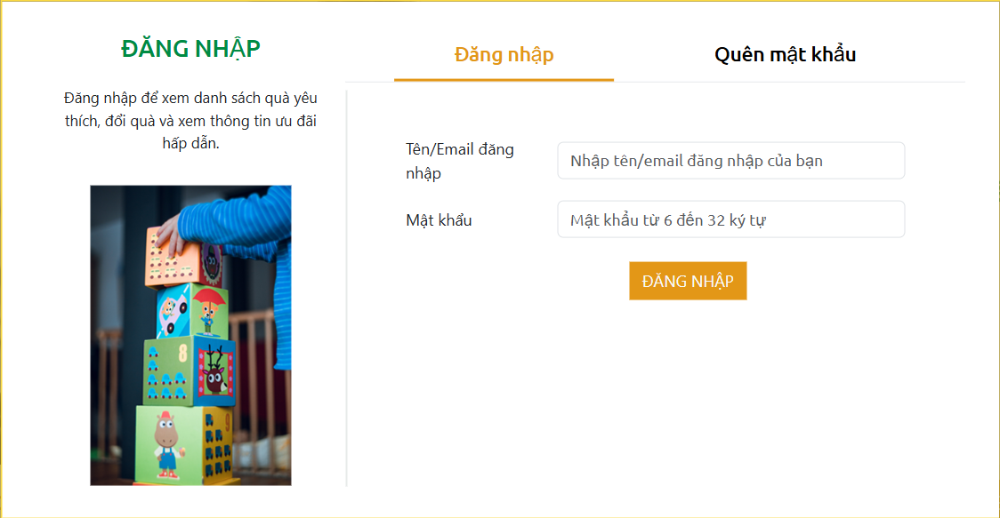 ĐĂNG NHẬP
Đăng nhập để xem danh sách quà yêu
thích, đổi quà và xem thông tin ưu đãi
hấp dẫn.
8
9
Đăng nhập
Quên mật khẩu
Tên/Email đăng
nhập
Nhập tên/email đăng nhập của bạn
Mật khẩu
Mật khẩu từ 6 đến 32 ký tự
ĐĂNG NHẬP